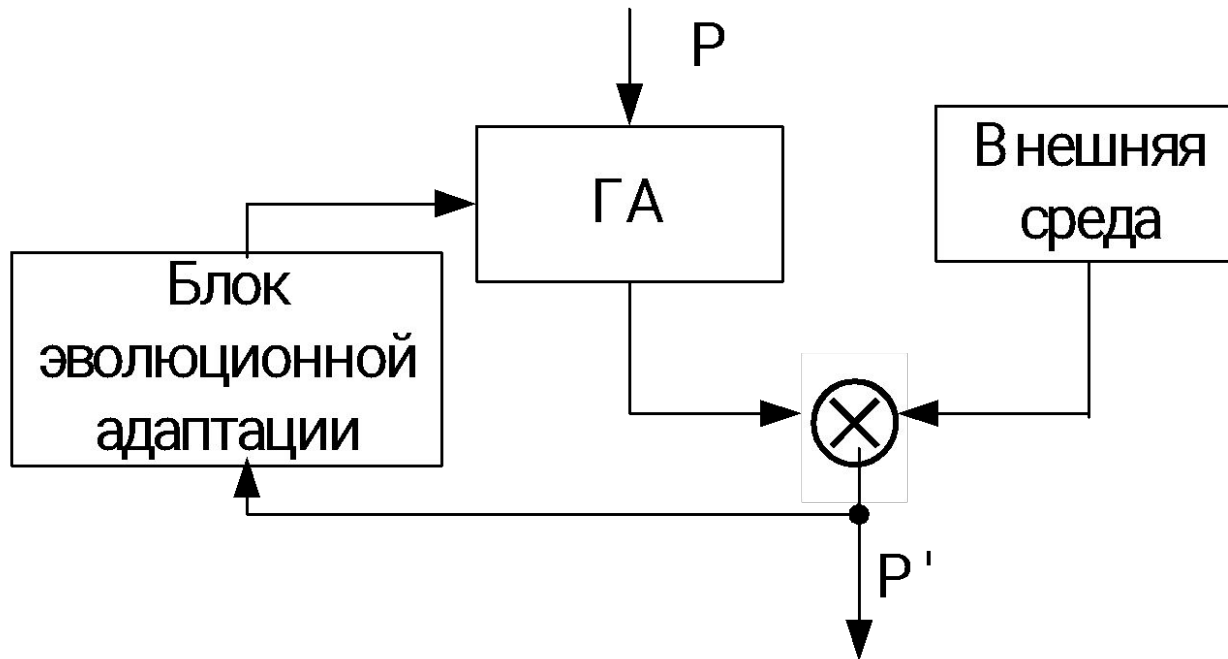 Р
ГА
Внешняя
среда
Блок
эволюционной
адаптации
Р'